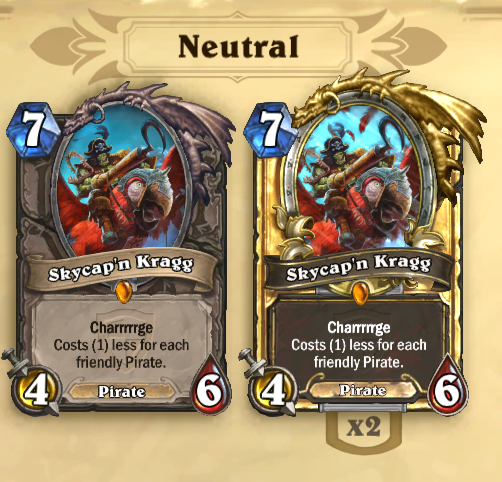 Neutral
7
Skycap'n Kragg
Charrrrrge
Costs (1) less for each
friendly Pirate.
4
Pirate
6
7
Skycap'n Kragg
Charrrrrge
Costs (1) less for each
friendly Pirate.
4
Pirate
6
x2